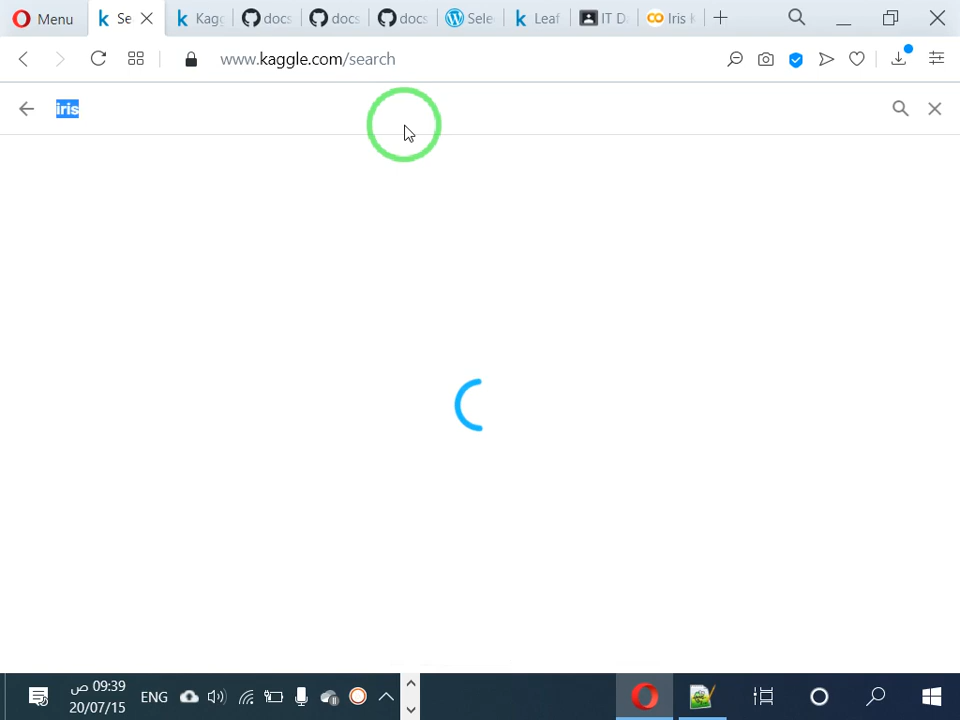 Menu Se Kagg docs docs docs Sele Leaf IT D Iris K
www.kaggle.com/search
iris
09:39 ص
ENG
20/07/15